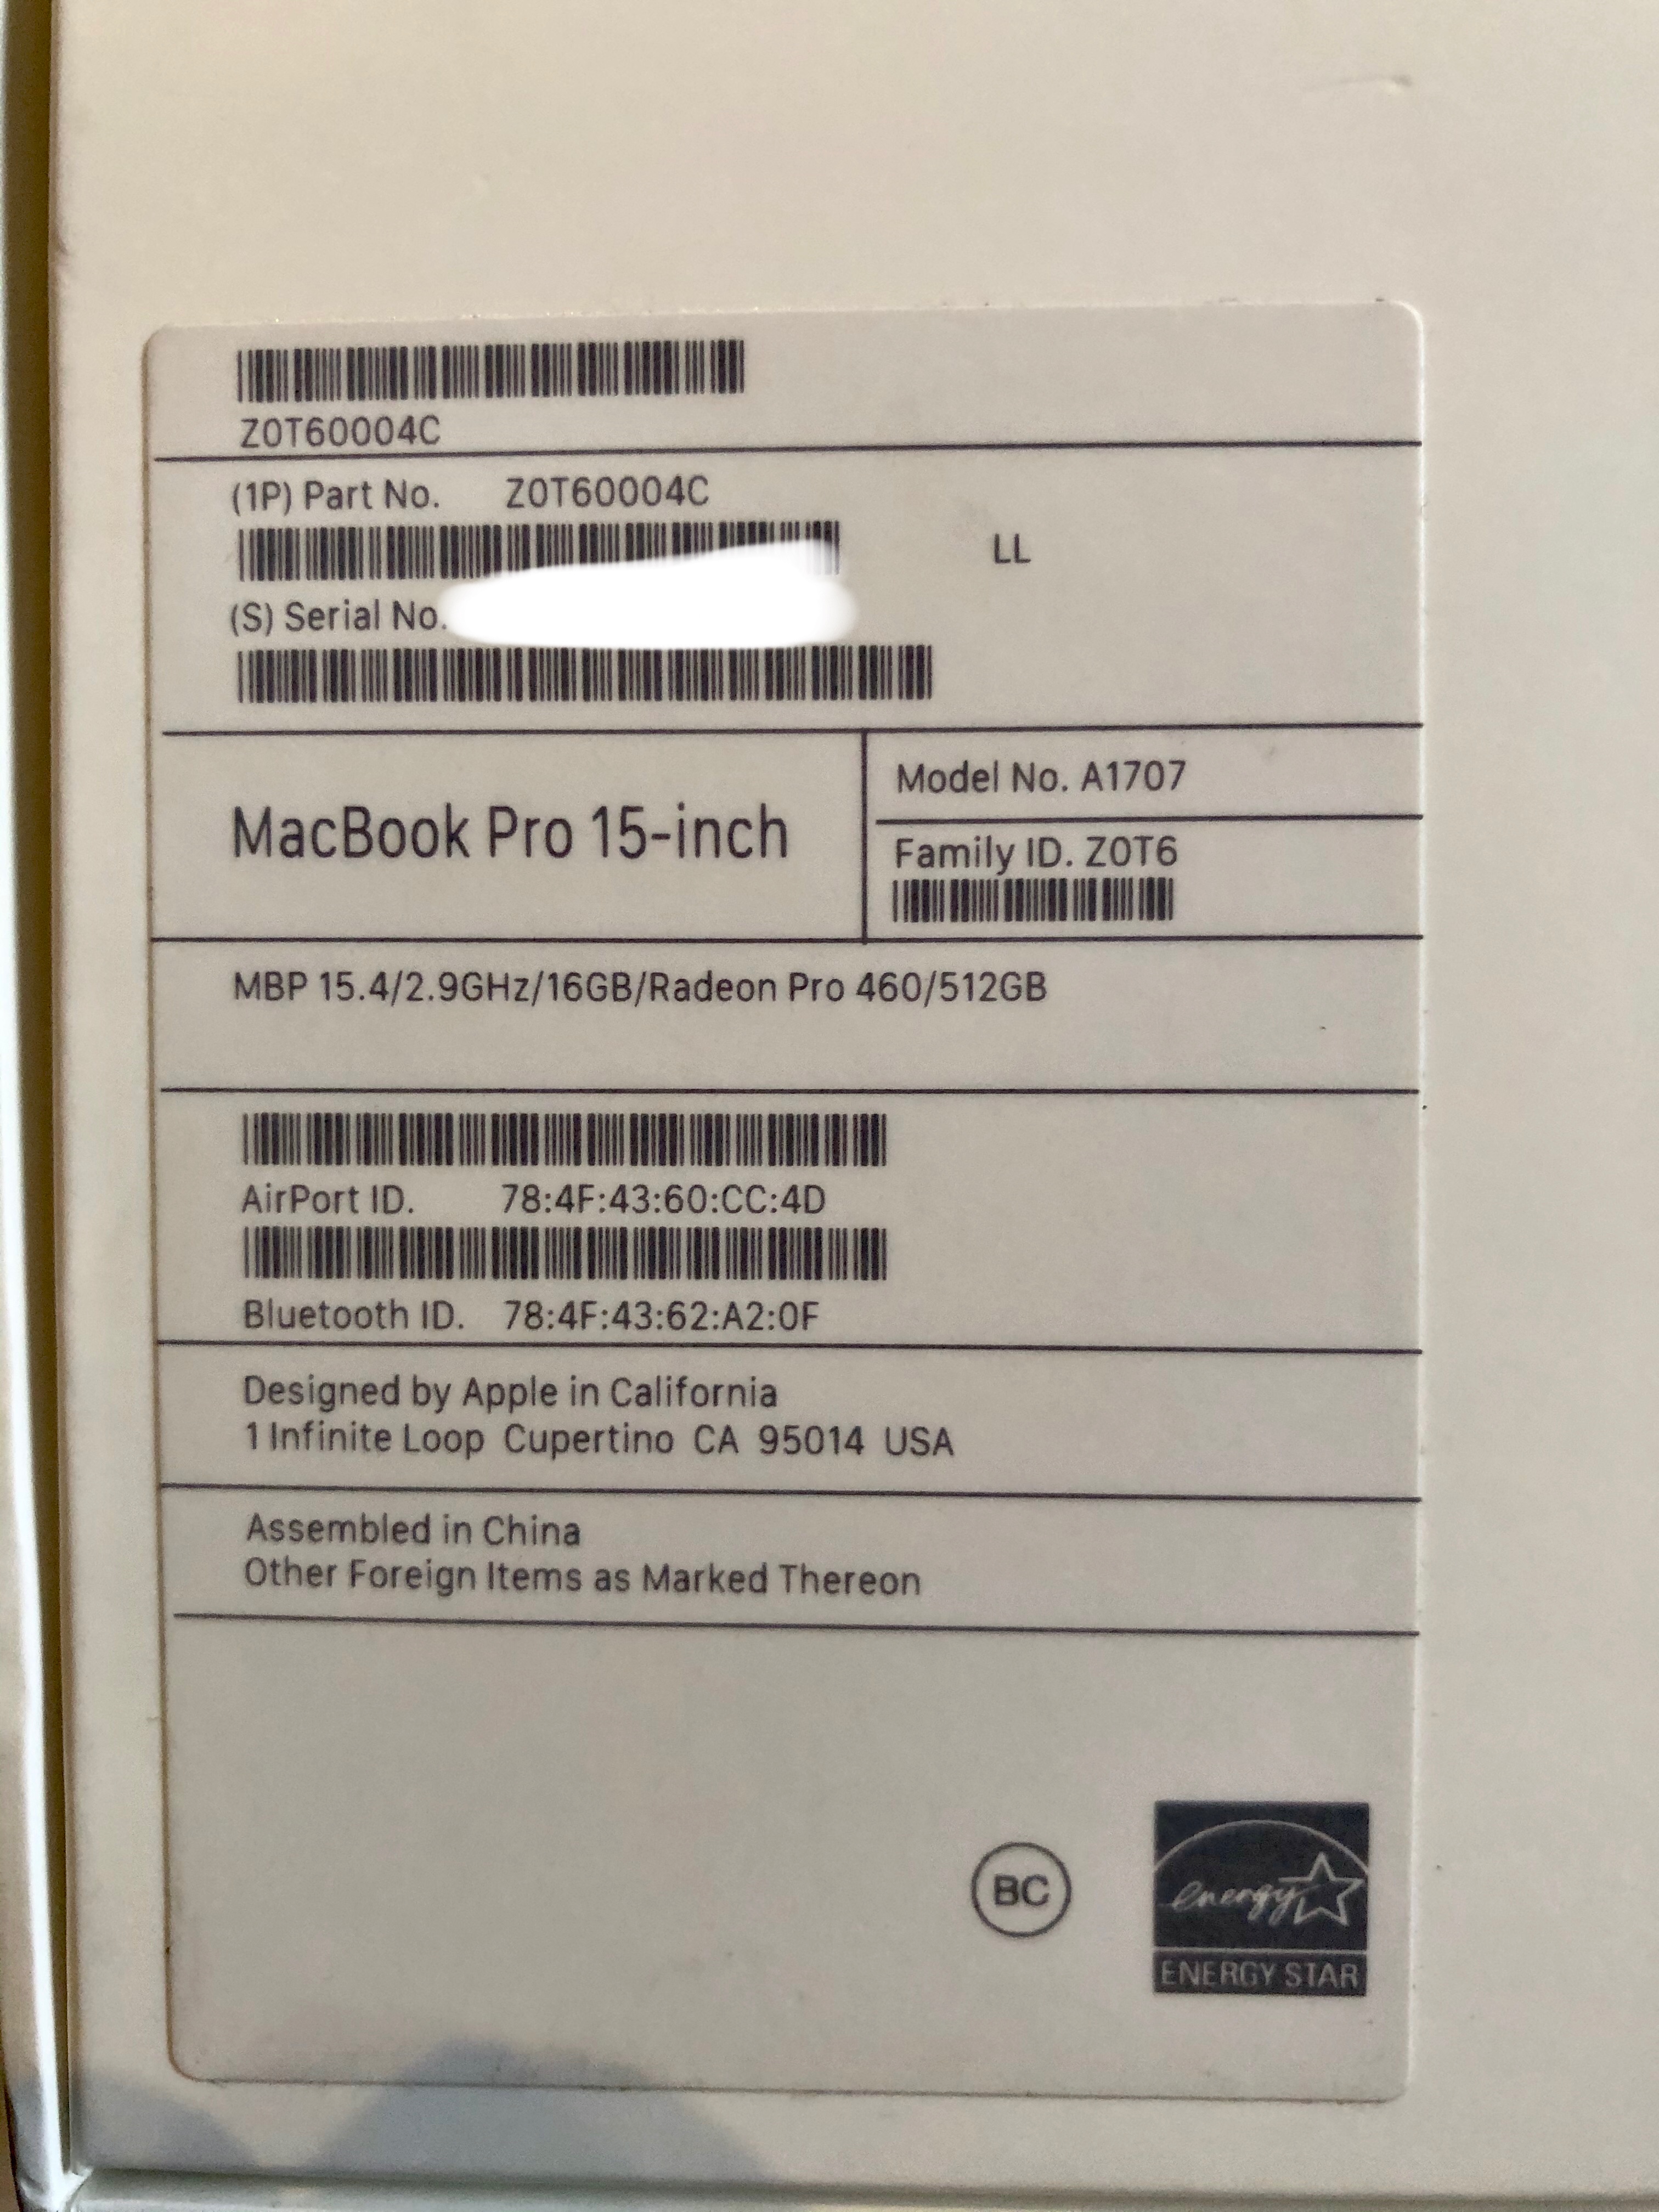 Z0T60004C
(1P) Part No. Z0T60004C
LL
(S) Serial No.
MacBook Pro 15-inch
Model No. A1707
Family ID. Z0T6
MBP 15.4/2.9GHz/16GB/Radeon Pro 460/512GB
AirPort ID. 78:4F:43:60:CC:4D
Bluetooth ID. 78:4F:43:62:A2:0F
Designed by Apple in California
1 Infinite Loop Cupertino CA 95014 USA
Assembled in China
Other Foreign Items as Marked Thereon
BC
energy
ENERGY STAR